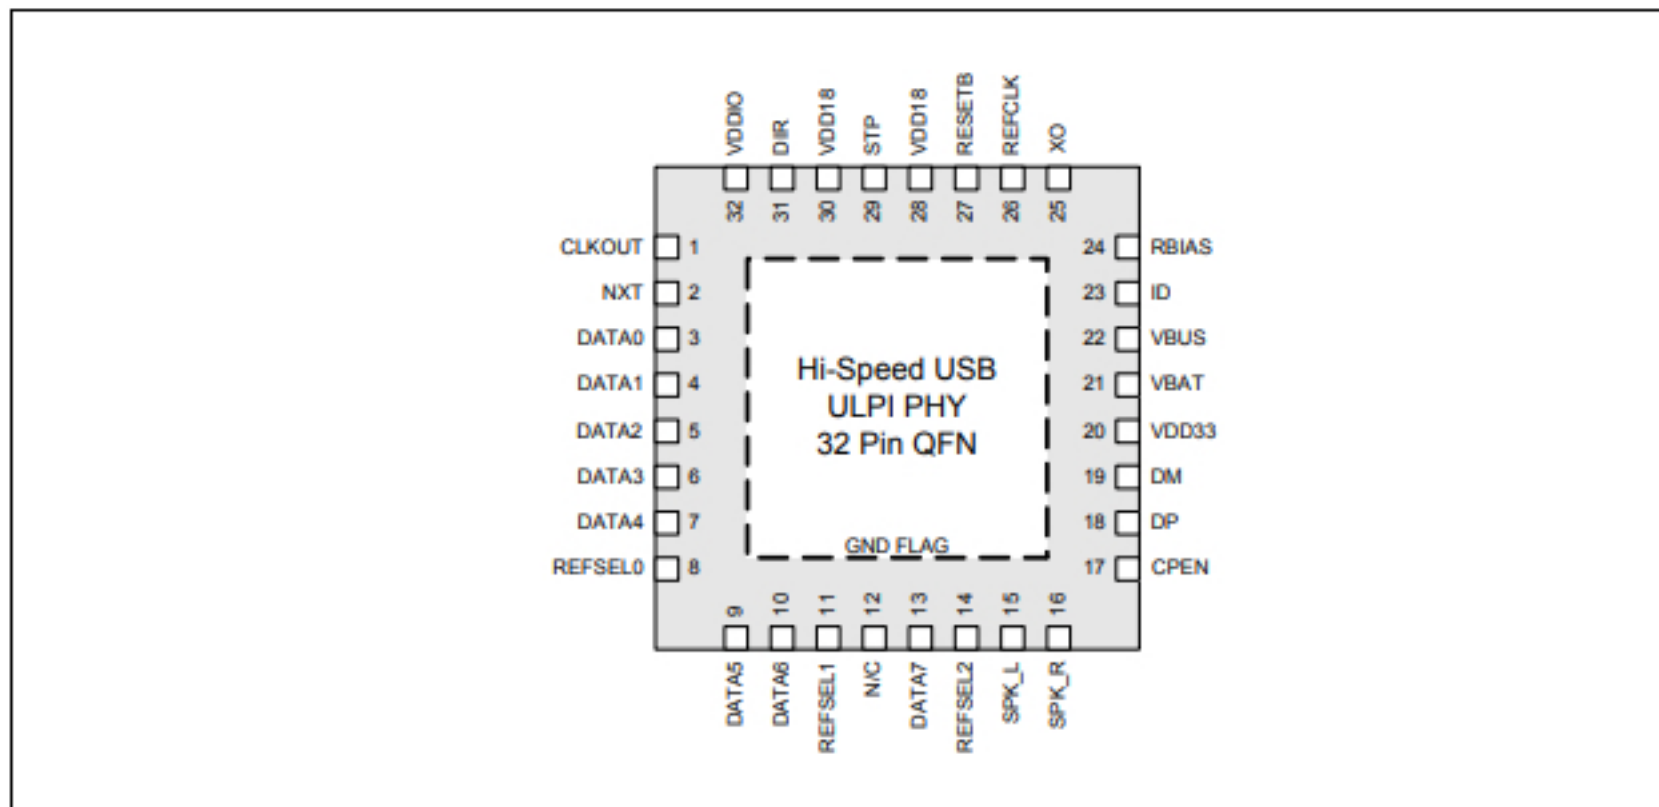 VDDIO
DIR
VDD18
STP
VDD18
RESETB
REFCLK
XO
32
31
30
29
28
27
26
25
CLKOUT 1
NXT 2
DATA0 3
DATA1 4
DATA2 5
DATA3 6
DATA4 7
REFSEL0 8
Hi-Speed USB
ULPI PHY
32 Pin QFN
GND FLAG
24 RBIAS
23 ID
22 VBUS
21 VBAT
20 VDD33
19 DM
18 DP
17 CPEN
9
10
11
12
13
14
15
16
DATA5
DATA6
REFSEL1
N/C
DATA7
REFSEL2
SPK_L
SPK_R